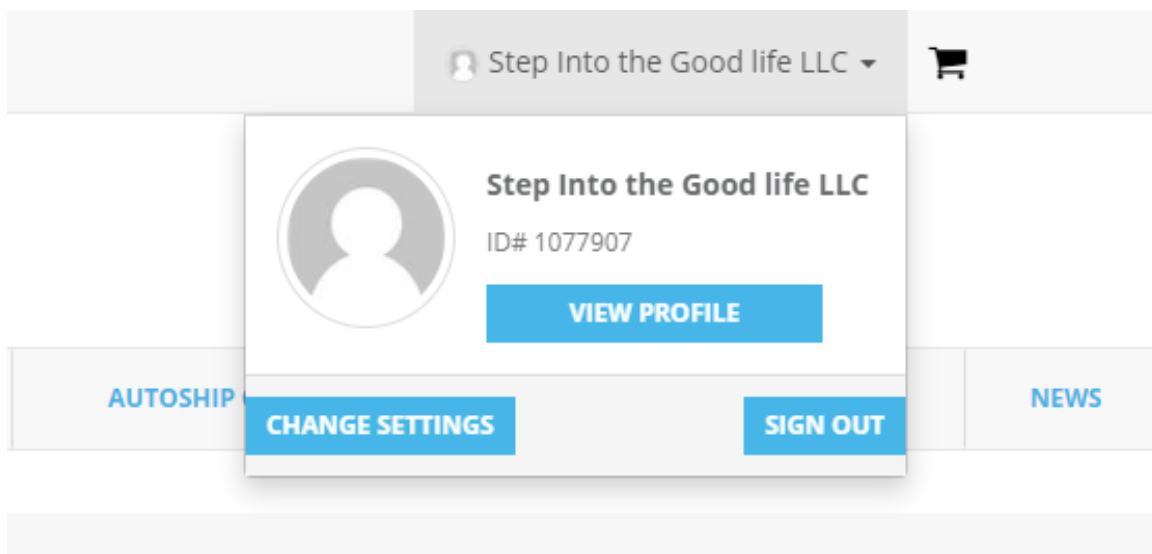 Step Into the Good life LLC
Step Into the Good life LLC
ID# 1077907
VIEW PROFILE
AUTOSHIP
NEWS
CHANGE SETTINGS
SIGN OUT